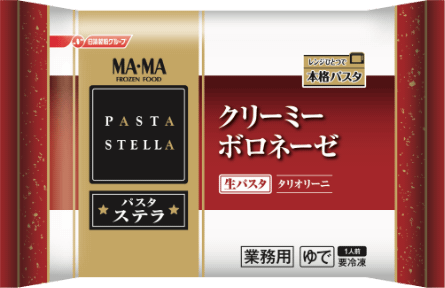 日清製粉グループ
MA・MA
FROZEN FOOD
PASTA
STELLA
パスタ
ステラ
レンジひとつで
本格パスタ
クリーミー
ボロネーゼ
生パスタ タリオリーニ
業務用 ゆで 1人前
要冷凍